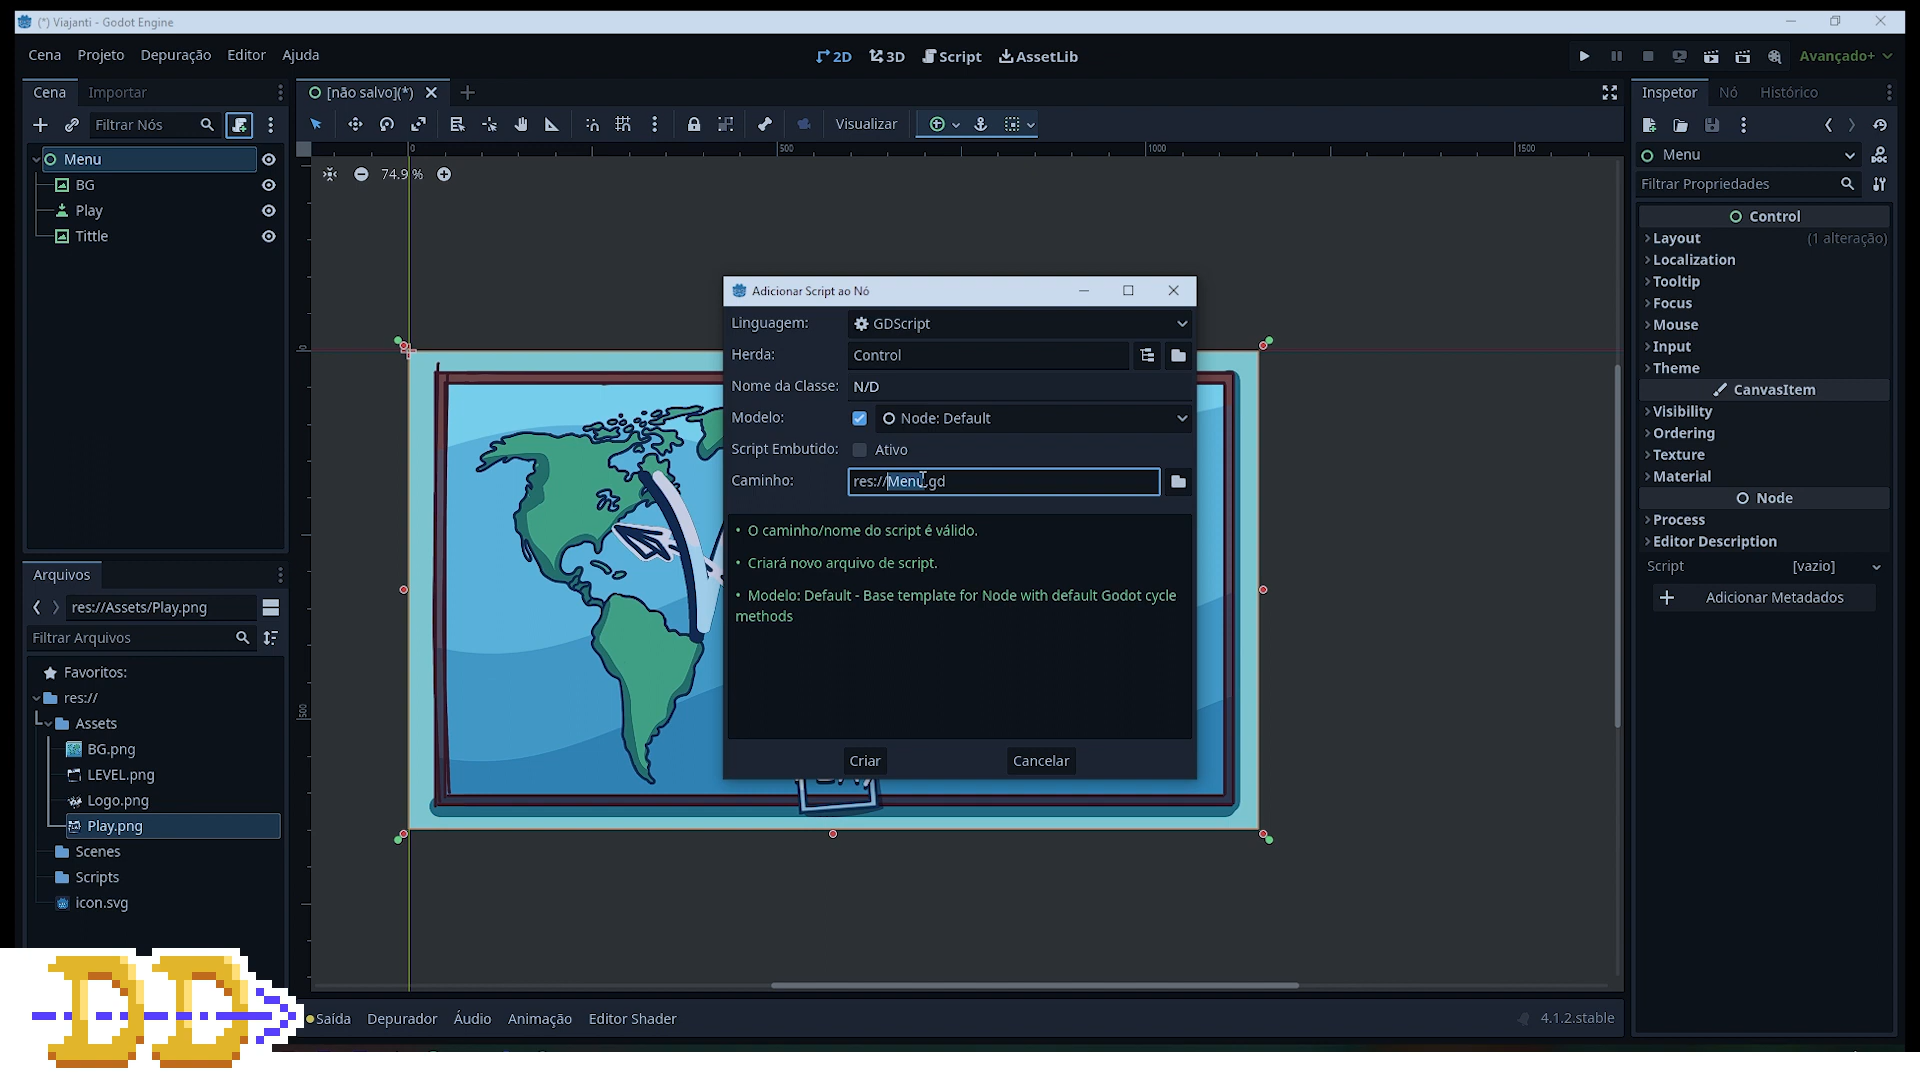 (*) Viajanti - Godot Engine
Cena Projeto Depuração Editor Ajuda
2D 3D Script AssetLib
Avançado+
Cena Importar
[não salvo](*)
Inspetor Nó Histórico
Filtrar Nós
Visualizar
Menu
BG
Play
Tittle
0 500 1000 1500
74.9 %
0
500
Menu
Filtrar Propriedades
Control
Layout (1 alteração)
Localization
Tooltip
Focus
Mouse
Input
Theme
CanvasItem
Visibility
Ordering
Texture
Material
Node
Process
Editor Description
Script [vazio]
Adicionar Metadados
Adicionar Script ao Nó
Linguagem: GDScript
Herda: Control
Nome da Classe: N/D
Modelo: Node: Default
Script Embutido: Ativo
Caminho: res://Menu.gd
• O caminho/nome do script é válido.
• Criará novo arquivo de script.
• Modelo: Default - Base template for Node with default Godot cycle
methods
Criar Cancelar
Arquivos
res://Assets/Play.png
Filtrar Arquivos
Favoritos:
res://
Assets
BG.png
LEVEL.png
Logo.png
Play.png
Scenes
Scripts
icon.svg
DD
Saída Depurador Áudio Animação Editor Shader
4.1.2.stable